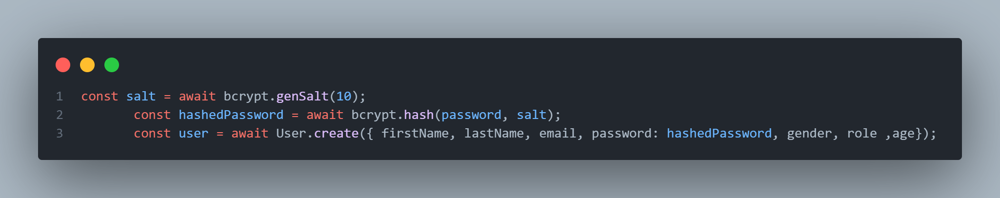 1 const salt = await bcrypt.genSalt(10);
2 const hashedPassword = await bcrypt.hash(password, salt);
3 const user = await User.create({ firstName, lastName, email, password: hashedPassword, gender, role ,age});